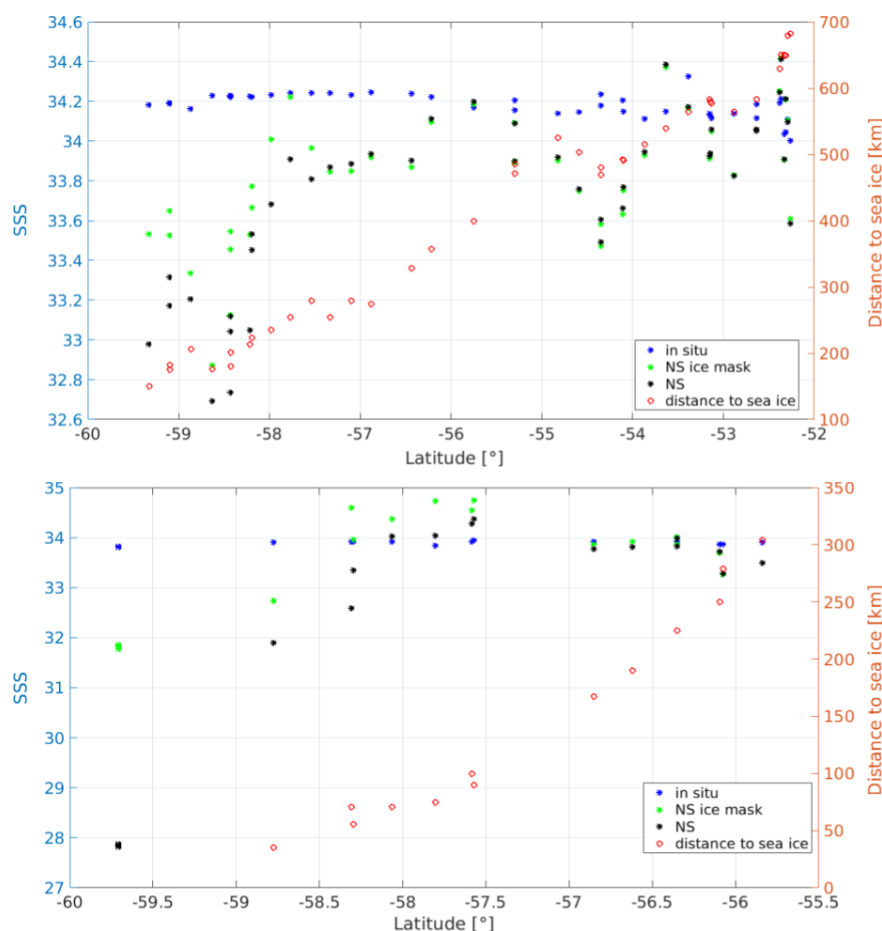 34.6
34.4
34.2
34
33.8
33.6
33.4
33.2
33
32.8
32.6
SSS
700
600
500
400
300
200
100
Distance to sea ice [km]
in situ
NS ice mask
NS
distance to sea ice
-60 -59 -58 -57 -56 -55 -54 -53 -52
Latitude [°]
35
34
33
32
31
30
29
28
27
SSS
350
300
250
200
150
100
50
0
Distance to sea ice [km]
in situ
NS ice mask
NS
distance to sea ice
-60 -59.5 -59 -58.5 -58 -57.5 -57 -56.5 -56 -55.5
Latitude [°]